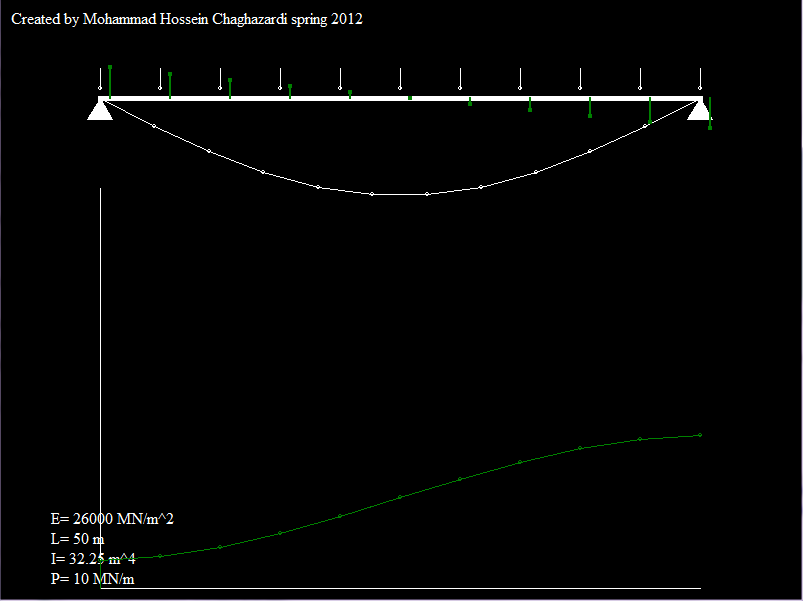 Created by Mohammad Hossein Chaghazardi spring 2012
E= 26000 MN/m^2
L= 50 m
I= 32.25 m^4
P= 10 MN/m